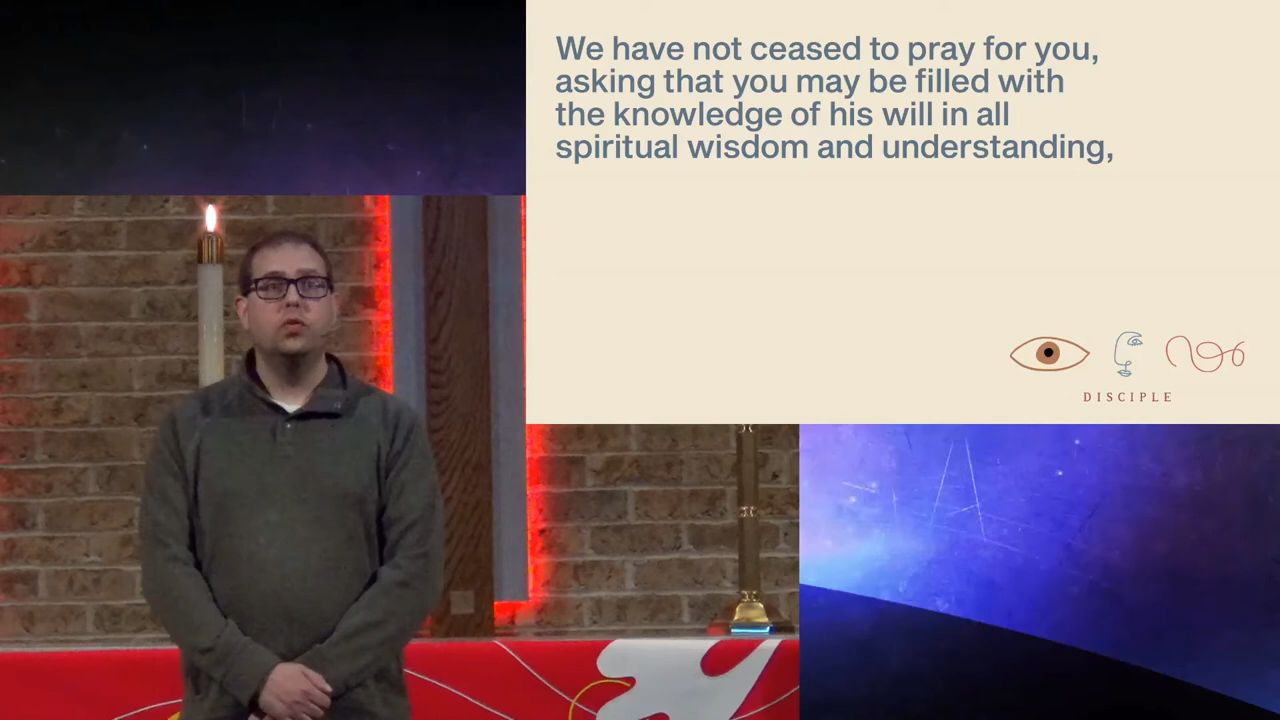 We have not ceased to pray for you,
asking that you may be filled with
the knowledge of his will in all
spiritual wisdom and understanding,
DISCIPLE